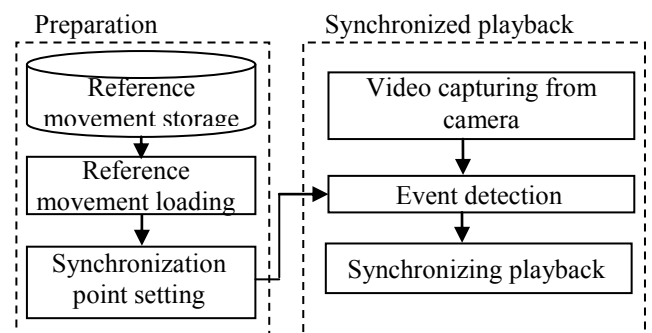 Preparation
Reference
movement storage
Reference
movement loading
Synchronization
point setting
Synchronized playback
Video capturing from
camera
Event detection
Synchronizing playback